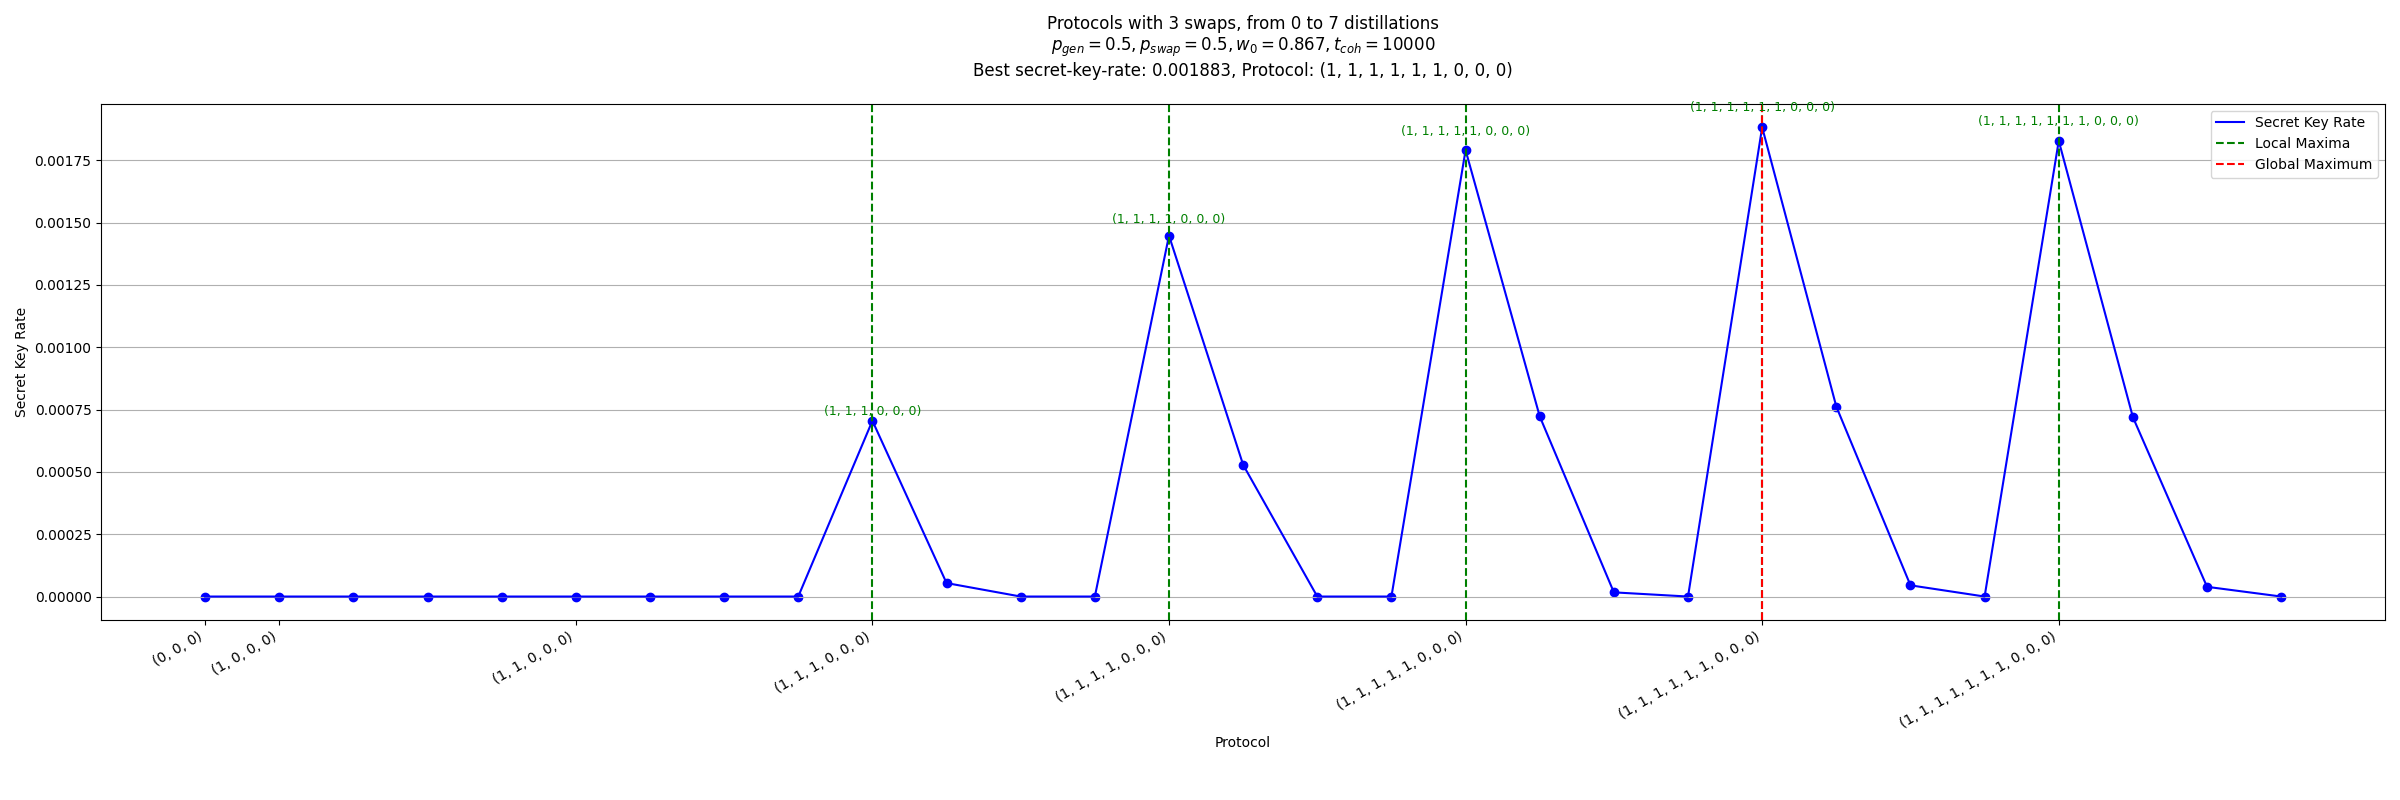 Protocols with 3 swaps, from 0 to 7 distillations
p_gen = 0.5, p_swap = 0.5, w_0 = 0.867, t_coh = 10000
Best secret-key-rate: 0.001883, Protocol: (1, 1, 1, 1, 1, 1, 0, 0, 0)
(1, 1, 1, 1, 1, 1, 0, 0, 0)
(1, 1, 1, 1, 1, 1, 1, 0, 0, 0)
(1, 1, 1, 1, 1, 0, 0, 0)
(1, 1, 1, 1, 0, 0, 0)
(1, 1, 1, 0, 0, 0)
Secret Key Rate
Local Maxima
Global Maximum
Secret Key Rate
0.00175
0.00150
0.00125
0.00100
0.00075
0.00050
0.00025
0.00000
(0, 0, 0)
(1, 0, 0, 0)
(1, 1, 0, 0, 0)
(1, 1, 1, 0, 0, 0)
(1, 1, 1, 1, 0, 0, 0)
(1, 1, 1, 1, 1, 0, 0, 0)
(1, 1, 1, 1, 1, 1, 0, 0, 0)
(1, 1, 1, 1, 1, 1, 1, 0, 0, 0)
Protocol